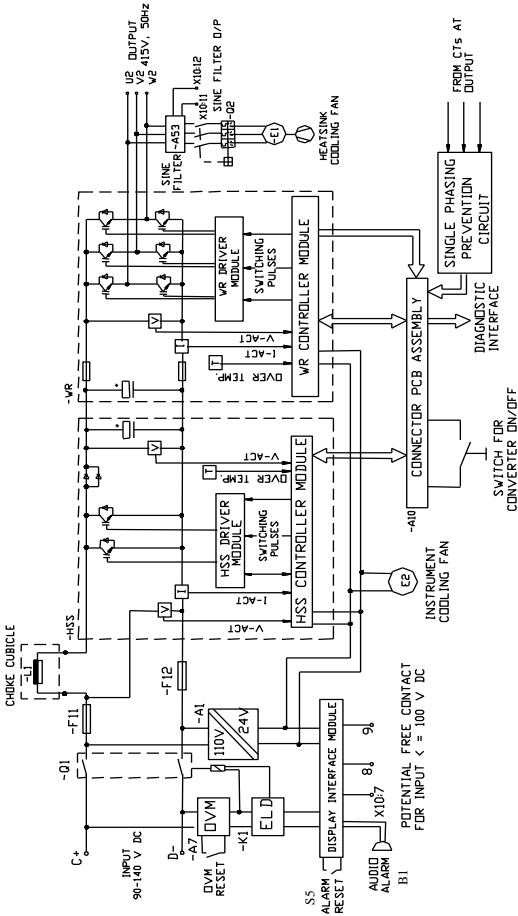 CHOKE CUBICLE
-L1
-HSS
-WR
U2
V2
W2
OUTPUT
415V, 50Hz
X10:12
X10:11
SINE FILTER O/P
-A53
SINE
FILTER
-Q2
-E1
HEATSINK
COOLING FAN
-Q1
-F11
-F12
C+
INPUT
90-140 V DC
D-
-A7
OVM
OVM
RESET
-K1
ELD
-A1
110V
24V
V
I
V-ACT
I-ACT
HSS DRIVER
MODULE
SWITCHING
PULSES
T
OVER TEMP.
V
V-ACT
HSS CONTROLLER MODULE
T
OVER TEMP.
I
I-ACT
V
V-ACT
WR DRIVER
MODULE
SWITCHING
PULSES
WR CONTROLLER MODULE
DISPLAY INTERFACE MODULE
S5
ALARM
RESET
AUDIO
ALARM
B1
X10:7
8
9
POTENTIAL FREE CONTACT
FOR INPUT < = 100 V DC
E2
INSTRUMENT
COOLING FAN
-A10
CONNECTOR PCB ASSEMBLY
SWITCH FOR
CONVERTER ON/OFF
DIAGNOSTIC
INTERFACE
SINGLE PHASING
PREVENTION
CIRCUIT
FROM CTs AT
OUTPUT